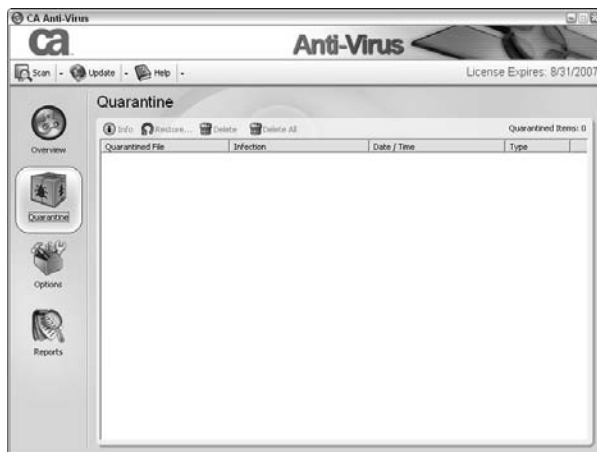 CA Anti-Virus
ca
Anti-Virus
Scan Update Help License Expires: 8/31/2007
Quarantine
Info Restore... Delete Delete All Quarantined Items: 0
Quarantined File Infection Date / Time Type
Overview
Quarantine
Options
Reports